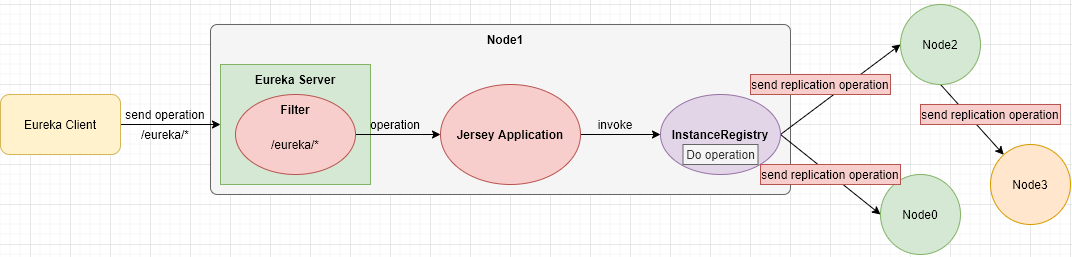 Node1
Eureka Client
send operation
/eureka/*
Eureka Server
Filter
/eureka/*
operation
Jersey Application
invoke
InstanceRegistry
Do operation
send replication operation
Node2
send replication operation
Node3
send replication operation
Node0